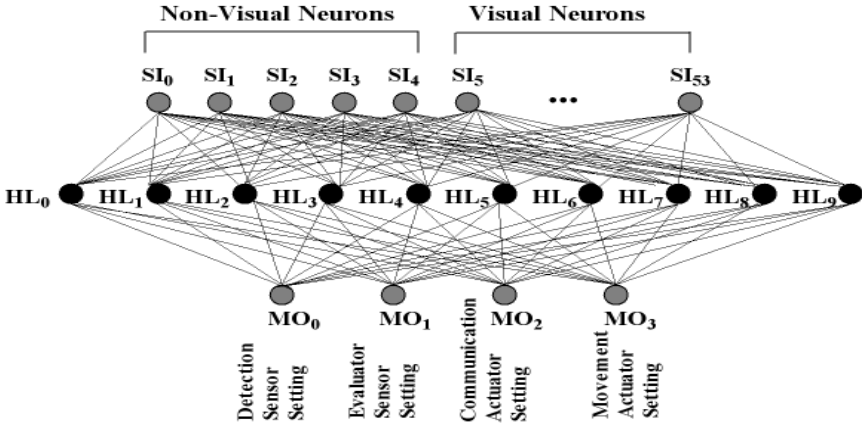 Non-Visual Neurons Visual Neurons
SI₀ SI₁ SI₂ SI₃ SI₄ SI₅ ... SI₅₃
HL₀ HL₁ HL₂ HL₃ HL₄ HL₅ HL₆ HL₇ HL₈ HL₉
MO₀ MO₁ MO₂ MO₃
Detection
Sensor
Setting
Evaluator
Sensor
Setting
Communication
Actuator
Setting
Movement
Actuator
Setting